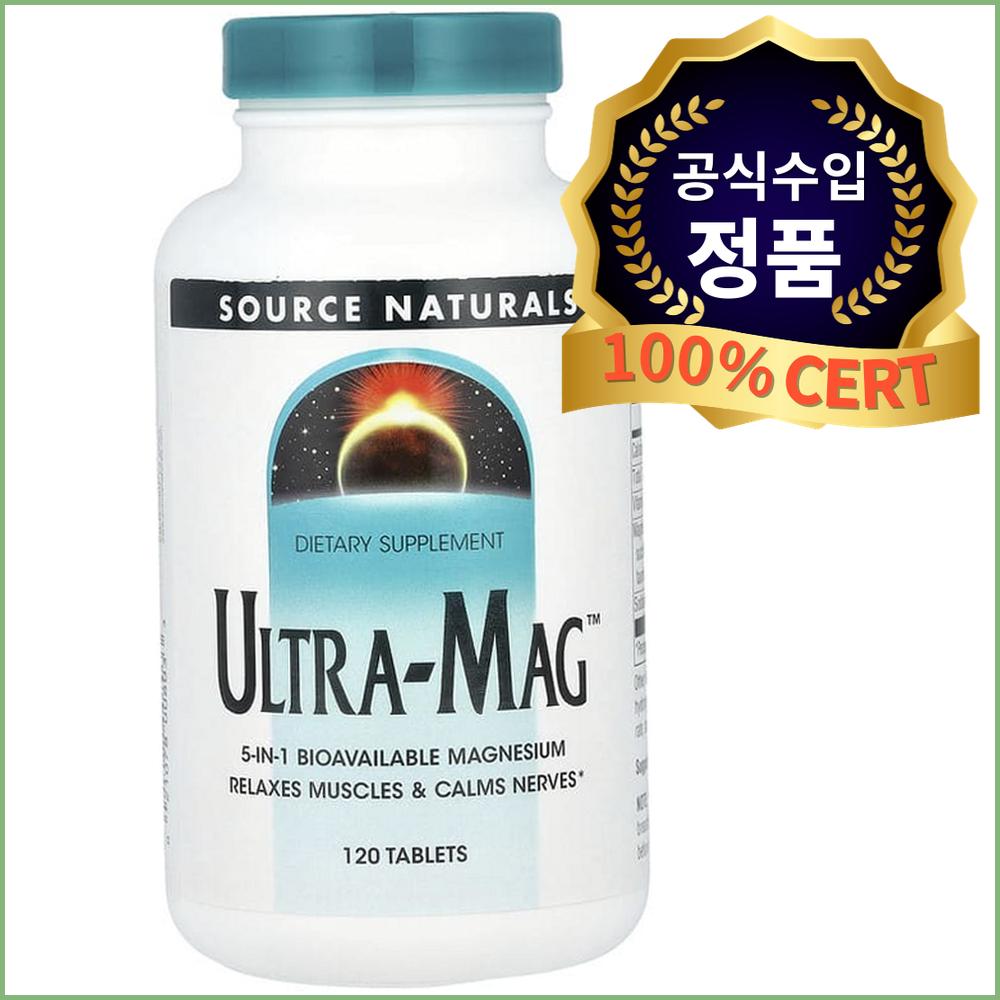 공식수입
정품
100% CERT
SOURCE NATURALS
DIETARY SUPPLEMENT
ULTRA-MAG™
5-IN-1 BIOAVAILABLE MAGNESIUM
RELAXES MUSCLES & CALMS NERVES*
120 TABLETS